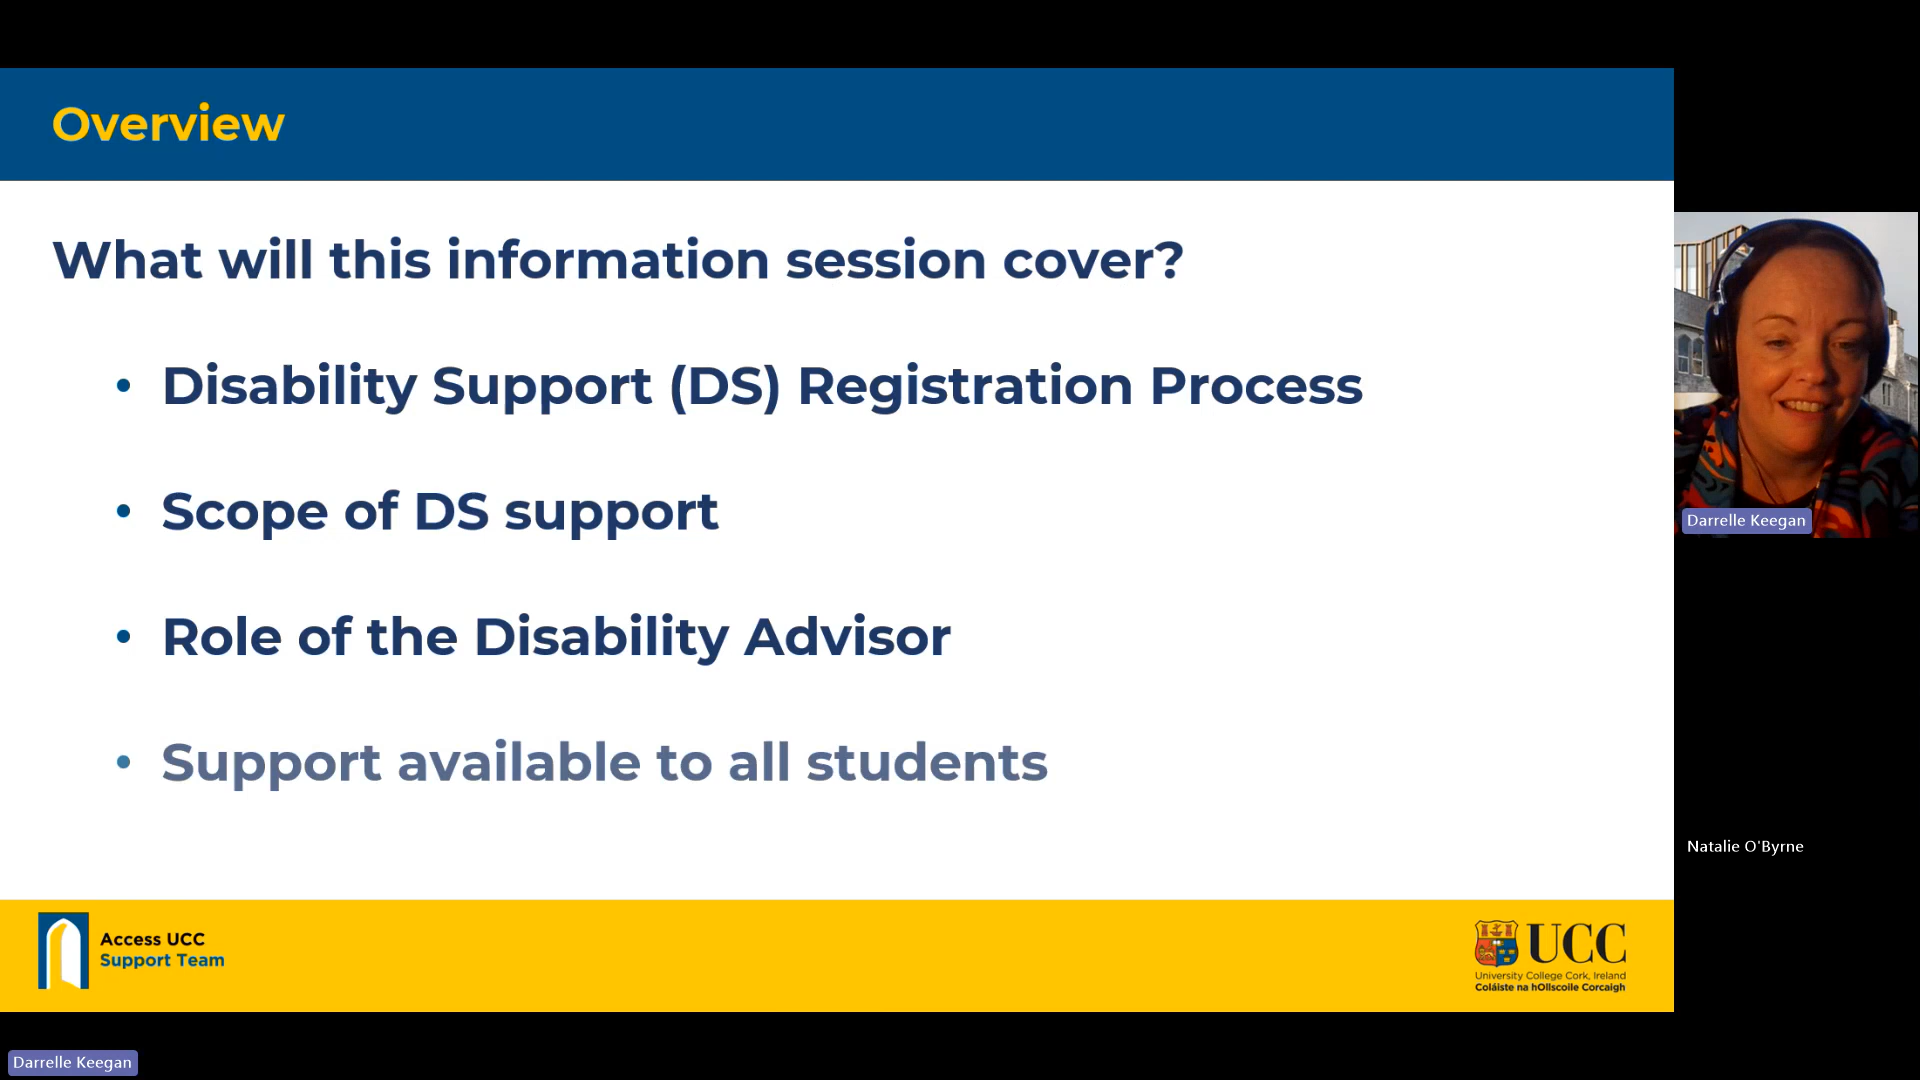 Overview
What will this information session cover?
• Disability Support (DS) Registration Process
• Scope of DS support
• Role of the Disability Advisor
• Support available to all students
Darrelle Keegan
Natalie O'Byrne
Access UCC
Support Team
UCC
University College Cork, Ireland
Coláiste na hOllscoile Corcaigh
Darrelle Keegan